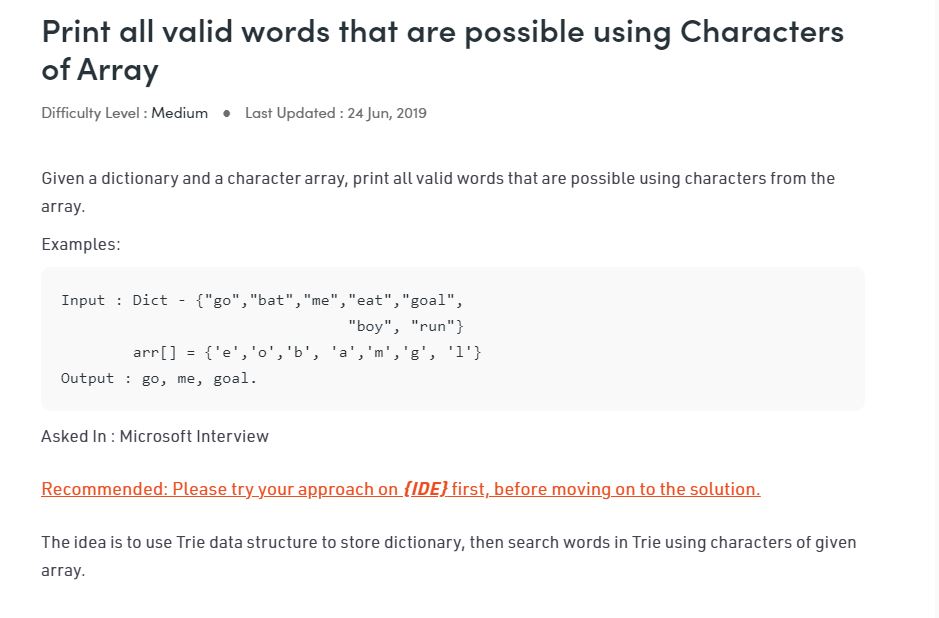 Print all valid words that are possible using Characters
of Array
Difficulty Level : Medium ● Last Updated : 24 Jun, 2019
Given a dictionary and a character array, print all valid words that are possible using characters from the
array.
Examples:
Input : Dict - {"go","bat","me","eat","goal",
"boy", "run"}
arr[] = {'e','o','b', 'a','m','g', 'l'}
Output : go, me, goal.
Asked In : Microsoft Interview
Recommended: Please try your approach on {IDE} first, before moving on to the solution.
The idea is to use Trie data structure to store dictionary, then search words in Trie using characters of given
array.